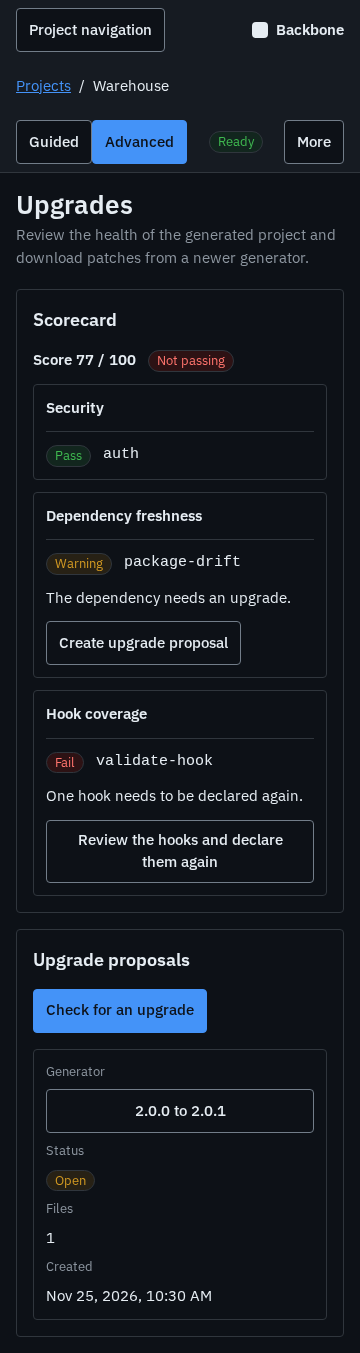 Project navigation
Backbone
Projects / Warehouse
Guided
Advanced
Ready
More
Upgrades
Review the health of the generated project and
download patches from a newer generator.
Scorecard
Score 77 / 100
Not passing
Security
Pass
auth
Dependency freshness
Warning
package-drift
The dependency needs an upgrade.
Create upgrade proposal
Hook coverage
Fail
validate-hook
One hook needs to be declared again.
Review the hooks and declare
them again
Upgrade proposals
Check for an upgrade
Generator
2.0.0 to 2.0.1
Status
Open
Files
1
Created
Nov 25, 2026, 10:30 AM